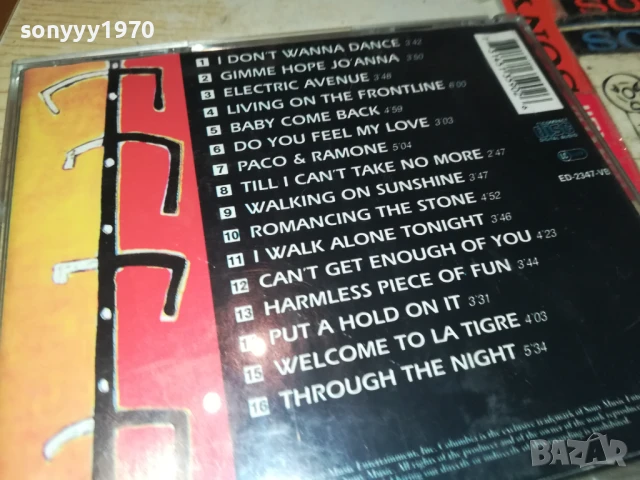 sonyyy1970
1 I DON'T WANNA DANCE 3'42
2 GIMME HOPE JO'ANNA 3'50
3 ELECTRIC AVENUE 3'48
4 LIVING ON THE FRONTLINE 6'00
5 BABY COME BACK 4'59
6 DO YOU FEEL MY LOVE 3'03
7 PACO & RAMONE 5'04
8 TILL I CAN'T TAKE NO MORE 2'47
9 WALKING ON SUNSHINE 3'47
10 ROMANCING THE STONE 4'52
11 I WALK ALONE TONIGHT 3'46
12 CAN'T GET ENOUGH OF YOU 4'23
13 HARMLESS PIECE OF FUN 3'44
PUT A HOLD ON IT 3'31
15 WELCOME TO LA TIGRE 4'03
16 THROUGH THE NIGHT 5'34
ED-2347-VB
BAZAR